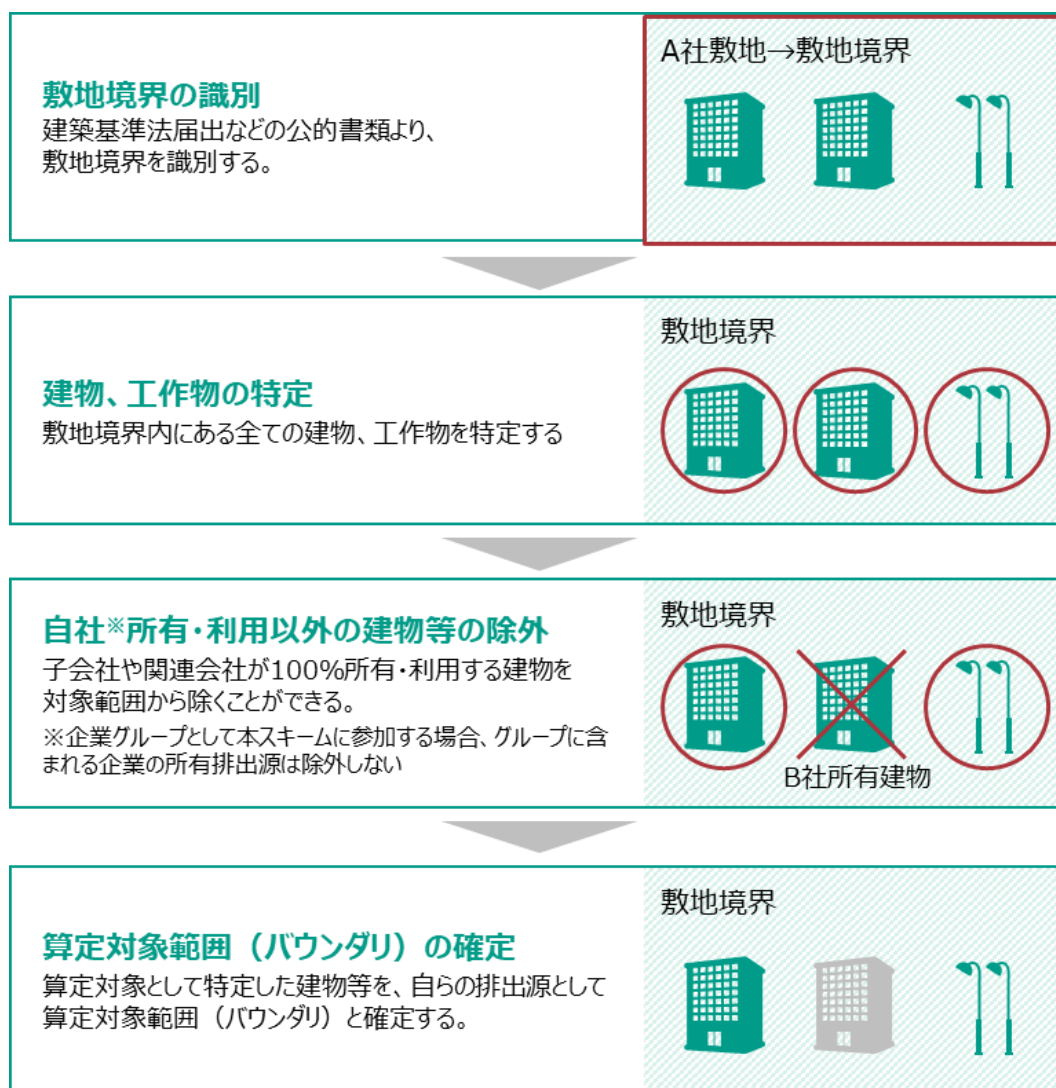 A社敷地→敷地境界
敷地境界の識別
建築基準法届出などの公的書類より、
敷地境界を識別する。
敷地境界
建物、工作物の特定
敷地境界内にある全ての建物、工作物を特定する
敷地境界
自社※所有・利用以外の建物等の除外
子会社や関連会社が100%所有・利用する建物を
対象範囲から除くことができる。
※企業グループとして本スキームに参加する場合、グループに含
まれる企業の所有排出源は除外しない
B社所有建物
敷地境界
算定対象範囲（バウンダリ）の確定
算定対象として特定した建物等を、自らの排出源として
算定対象範囲（バウンダリ）と確定する。